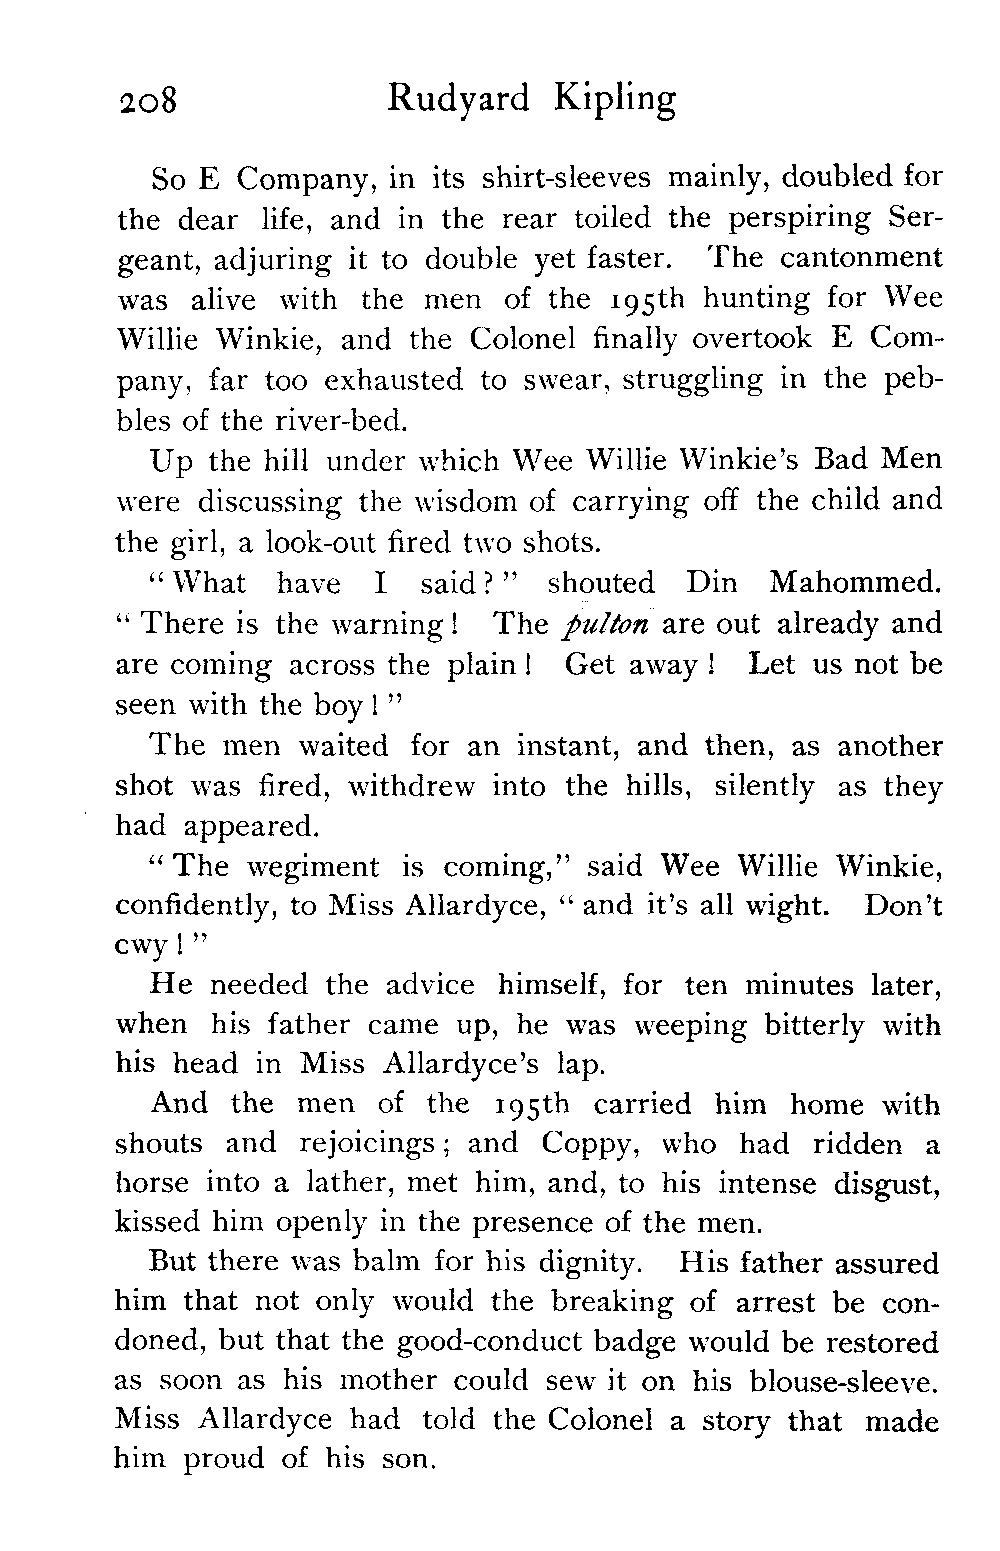 208 Rudyard Kipling
So E Company, in its shirt-sleeves mainly, doubled for
the dear life, and in the rear toiled the perspiring Ser-
geant, adjuring it to double yet faster. The cantonment
was alive with the men of the 195th hunting for Wee
Willie Winkie, and the Colonel finally overtook E Com-
pany, far too exhausted to swear, struggling in the peb-
bles of the river-bed.
Up the hill under which Wee Willie Winkie's Bad Men
were discussing the wisdom of carrying off the child and
the girl, a look-out fired two shots.
"What have I said?" shouted Din Mahommed.
"There is the warning! The pulton are out already and
are coming across the plain! Get away! Let us not be
seen with the boy!"
The men waited for an instant, and then, as another
shot was fired, withdrew into the hills, silently as they
had appeared.
"The wegiment is coming," said Wee Willie Winkie,
confidently, to Miss Allardyce, "and it's all wight. Don't
cwy!"
He needed the advice himself, for ten minutes later,
when his father came up, he was weeping bitterly with
his head in Miss Allardyce's lap.
And the men of the 195th carried him home with
shouts and rejoicings; and Coppy, who had ridden a
horse into a lather, met him, and, to his intense disgust,
kissed him openly in the presence of the men.
But there was balm for his dignity. His father assured
him that not only would the breaking of arrest be con-
doned, but that the good-conduct badge would be restored
as soon as his mother could sew it on his blouse-sleeve.
Miss Allardyce had told the Colonel a story that made
him proud of his son.